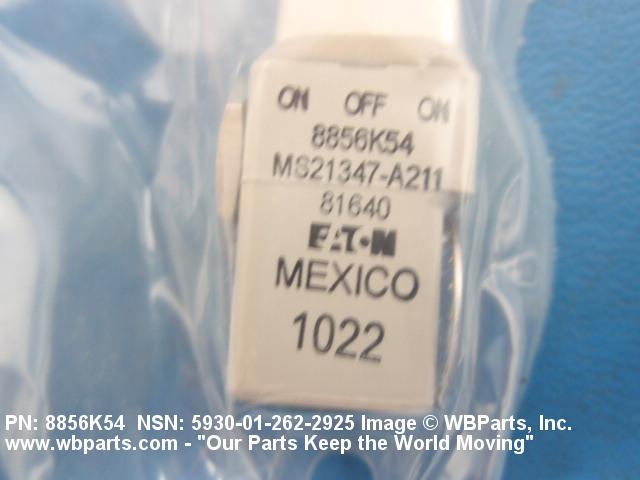 ON OFF ON
8856K54
MS21347-A211
81640
EAT•N
MEXICO
1022
PN: 8856K54 NSN: 5930-01-262-2925 Image © WBParts, Inc.
www.wbparts.com - "Our Parts Keep the World Moving"